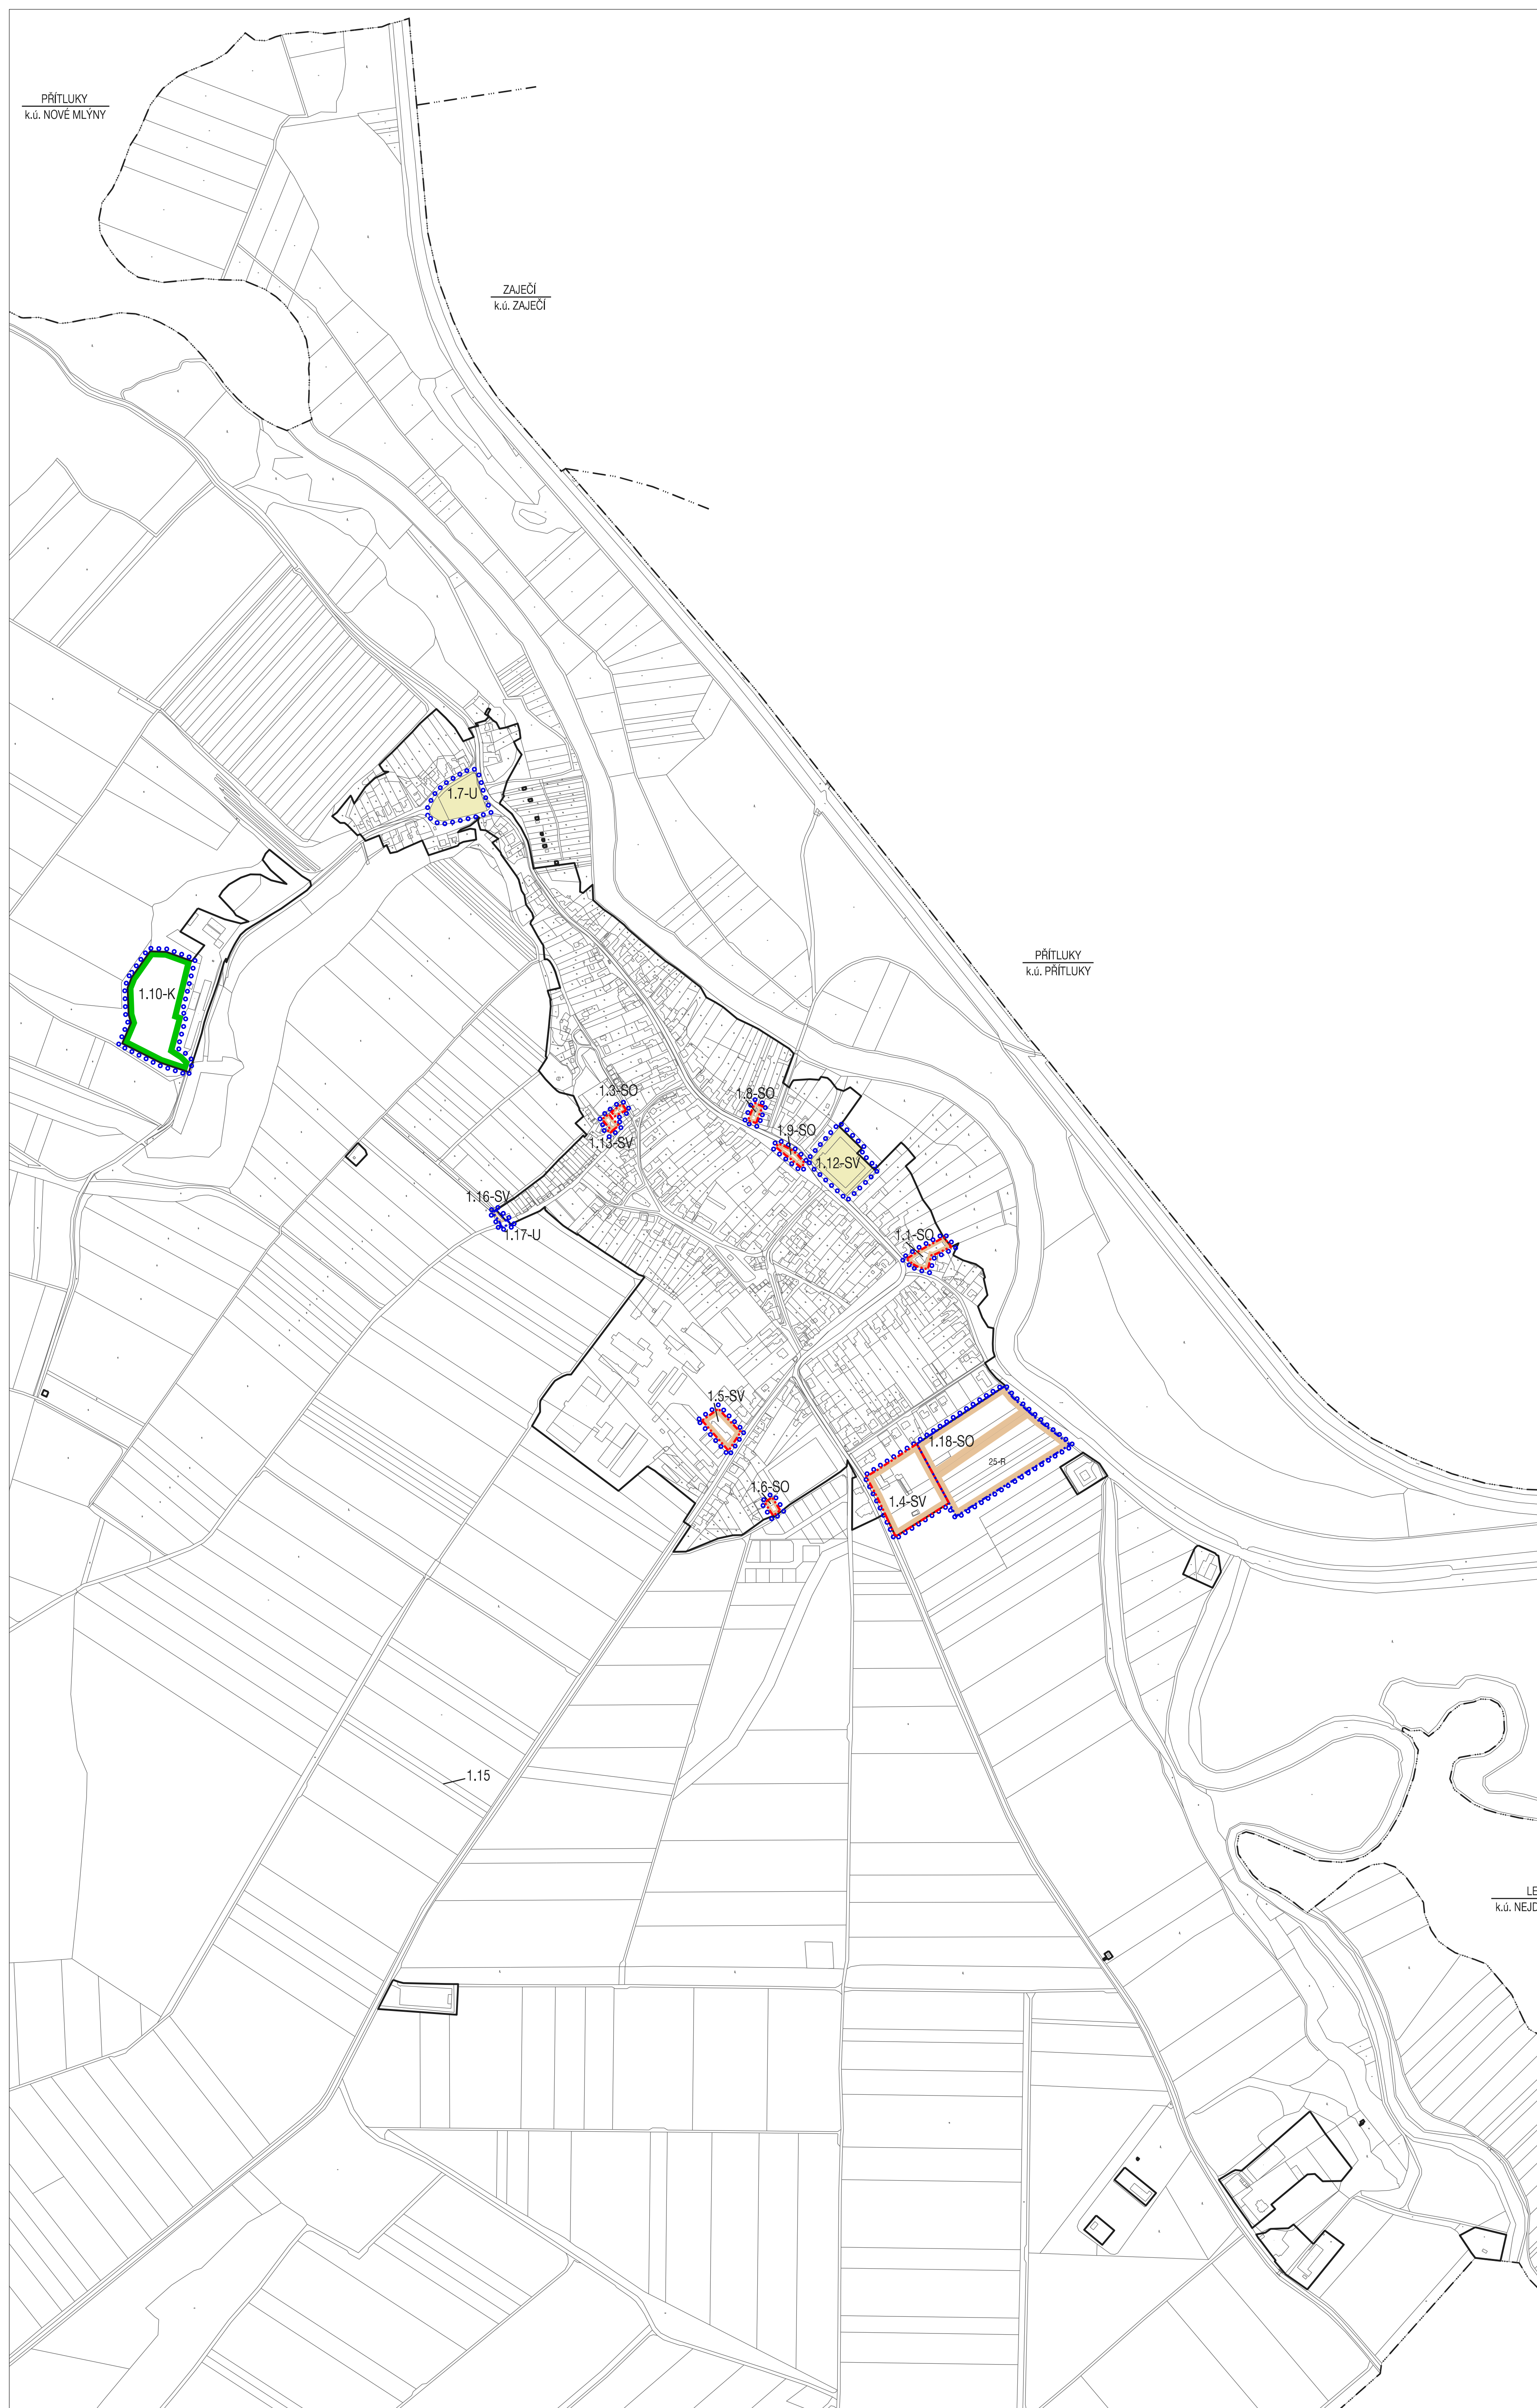 PŘÍTLUKY
k.ú. NOVÉ MLÝNY
ZAJEČÍ
k.ú. ZAJEČÍ
1.7-U
PŘÍTLUKY
k.ú. PŘÍTLUKY
1.10-K
1.3-SO
1.8-SO
1.9-SO
1.13-SV
1.12-SV
1.16-SV
1.17-U
1.1-SO
1.5-SV
1.18-SO
25-R
1.6-SO
1.4-SV
1.15
LE
k.ú. NEJD